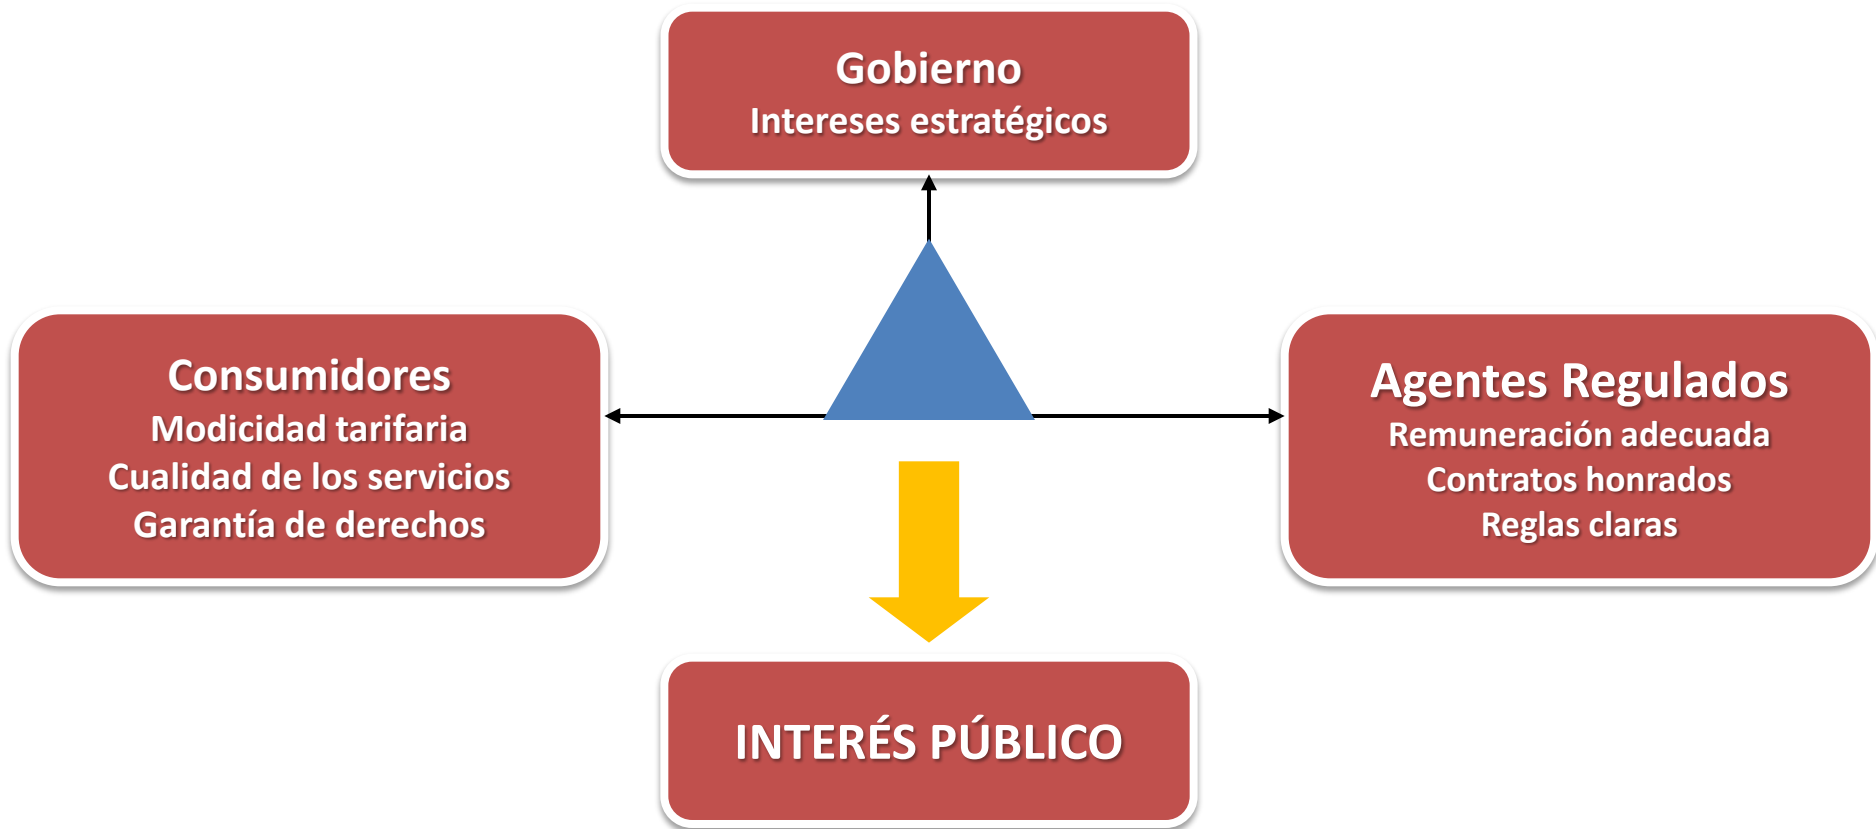 Gobierno
Intereses estratégicos
Consumidores
Modicidad tarifaria
Cualidad de los servicios
Garantía de derechos
Agentes Regulados
Remuneración adecuada
Contratos honrados
Reglas claras
INTERÉS PÚBLICO